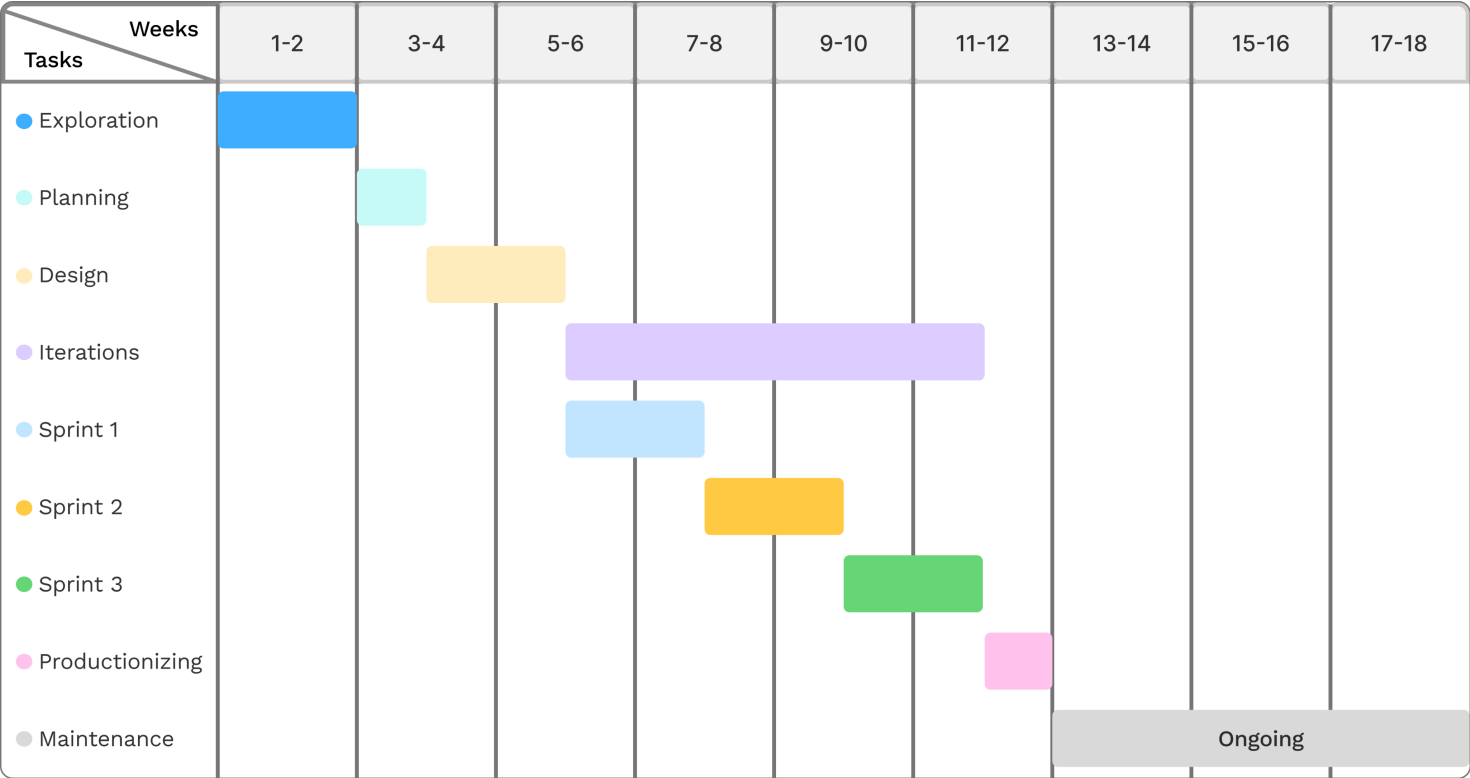 Weeks
Tasks
1-2
3-4
5-6
7-8
9-10
11-12
13-14
15-16
17-18
Exploration
Planning
Design
Iterations
Sprint 1
Sprint 2
Sprint 3
Productionizing
Maintenance
Ongoing